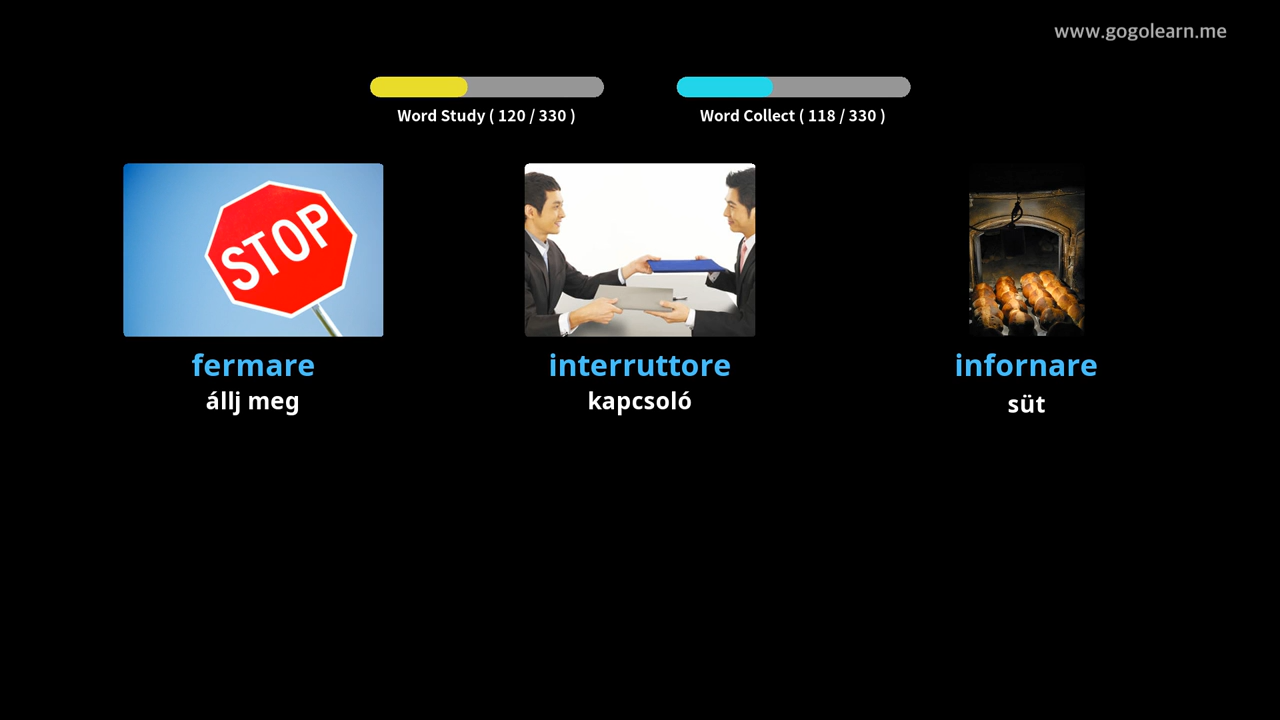 www.gogolearn.me
Word Study ( 120 / 330 )
Word Collect ( 118 / 330 )
STOP
fermare
interruttore
infornare
állj meg
kapcsoló
süt